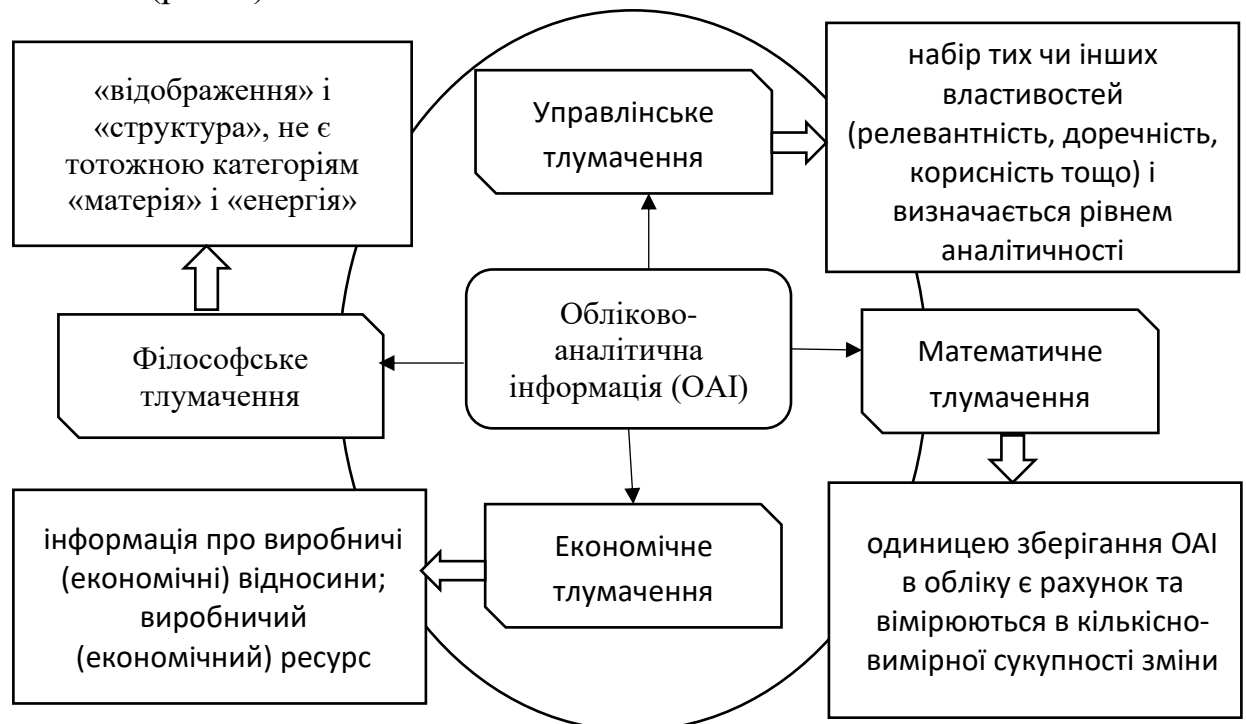 «відображення» і
«структура», не є
тотожною категоріям
«матерія» і «енергія»
Управлінське
тлумачення
набір тих чи інших
властивостей
(релевантність, доречність,
корисність тощо) і
визначається рівнем
аналітичності
Філософське
тлумачення
Обліково-
аналітична
інформація (ОАІ)
Математичне
тлумачення
інформація про виробничі
(економічні) відносини;
виробничий
(економічний) ресурс
Економічне
тлумачення
одиницею зберігання ОАІ
в обліку є рахунок та
вімірюються в кількісно-
вимірної сукупності зміни